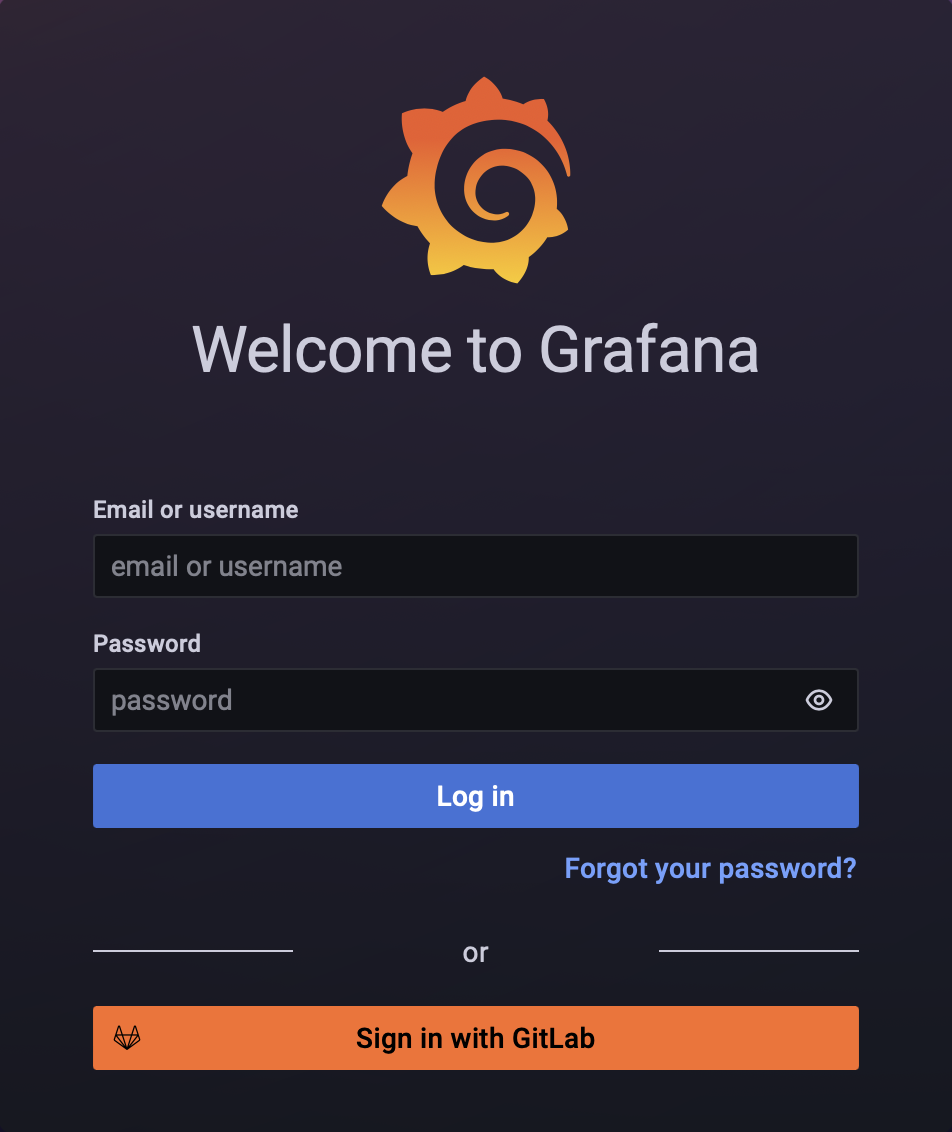 Welcome to Grafana
Email or username
email or username
Password
password
Log in
Forgot your password?
or
Sign in with GitLab